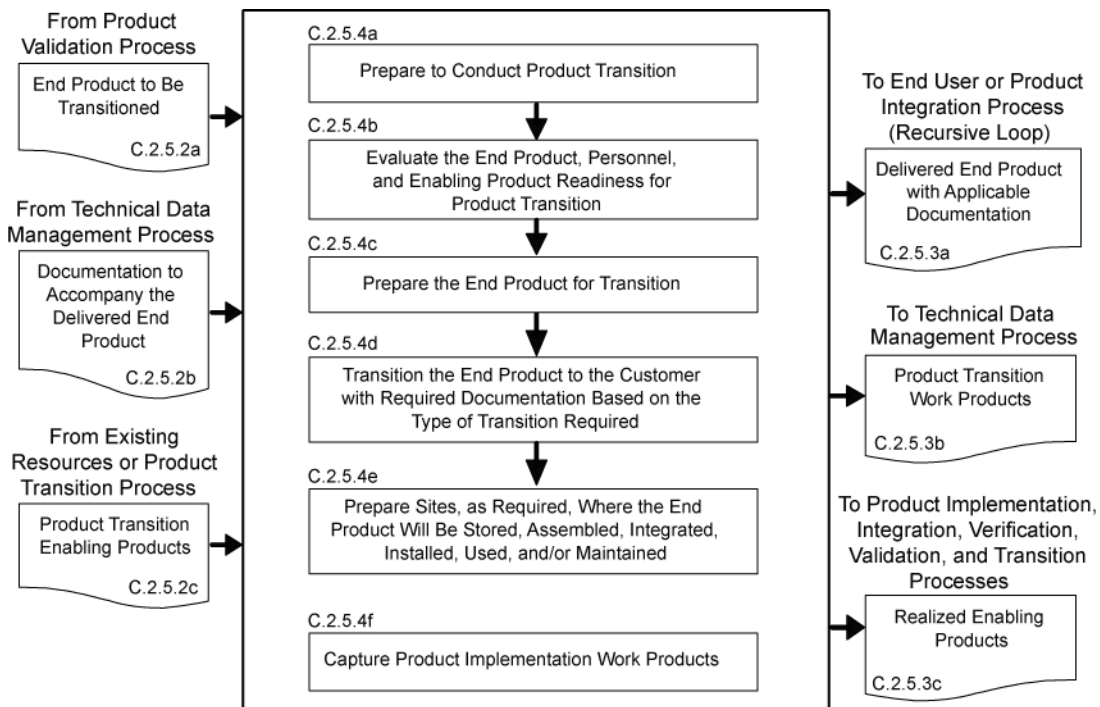 From Product
Validation Process
End Product to Be
Transitioned
C.2.5.2a
From Technical Data
Management Process
Documentation to
Accompany the
Delivered End
Product
C.2.5.2b
From Existing
Resources or Product
Transition Process
Product Transition
Enabling Products
C.2.5.2c
C.2.5.4a
Prepare to Conduct Product Transition
C.2.5.4b
Evaluate the End Product, Personnel,
and Enabling Product Readiness for
Product Transition
C.2.5.4c
Prepare the End Product for Transition
C.2.5.4d
Transition the End Product to the Customer
with Required Documentation Based on the
Type of Transition Required
C.2.5.4e
Prepare Sites, as Required, Where the End
Product Will Be Stored, Assembled, Integrated,
Installed, Used, and/or Maintained
C.2.5.4f
Capture Product Implementation Work Products
To End User or Product
Integration Process
(Recursive Loop)
Delivered End Product
with Applicable
Documentation
C.2.5.3a
To Technical Data
Management Process
Product Transition
Work Products
C.2.5.3b
To Product Implementation,
Integration, Verification,
Validation, and Transition
Processes
Realized Enabling
Products
C.2.5.3c